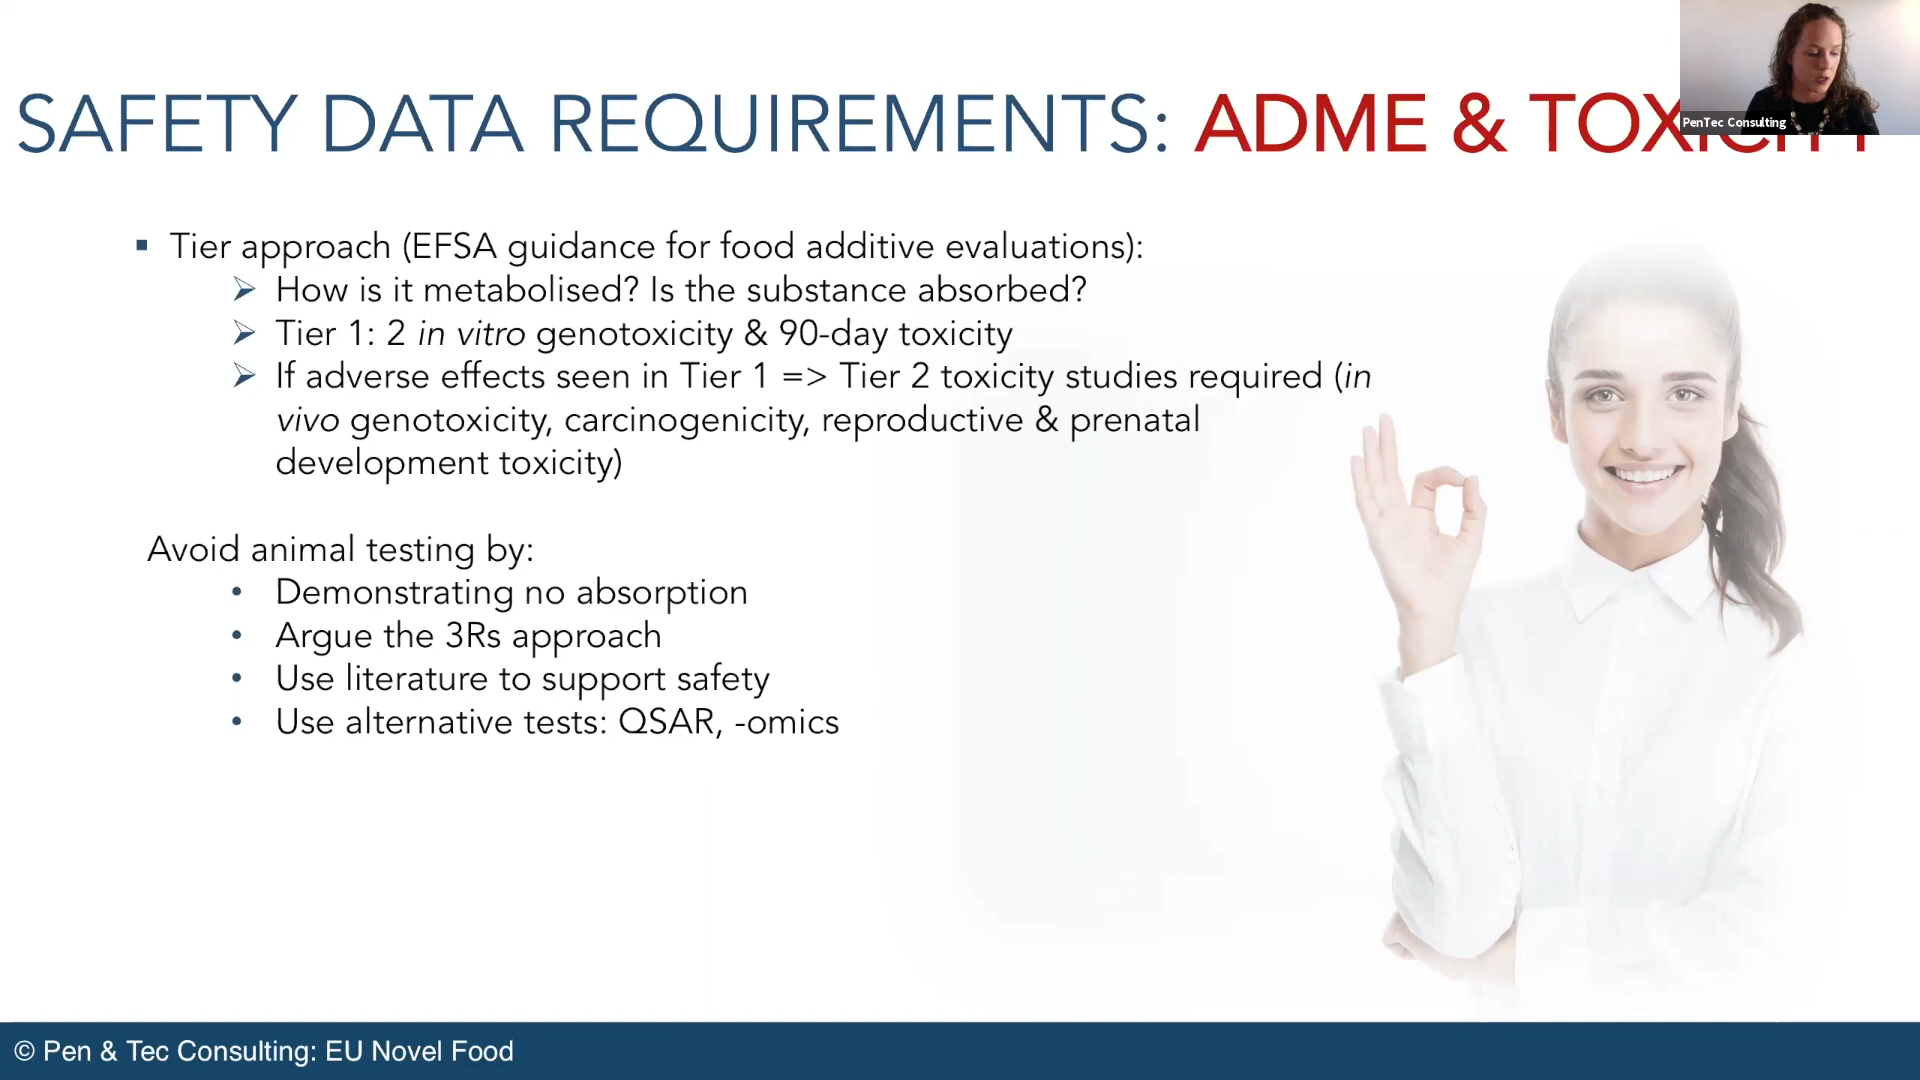 SAFETY DATA REQUIREMENTS: ADME & TOXICITY
PenTec Consulting
▪ Tier approach (EFSA guidance for food additive evaluations):
➢ How is it metabolised? Is the substance absorbed?
➢ Tier 1: 2 in vitro genotoxicity & 90-day toxicity
➢ If adverse effects seen in Tier 1 => Tier 2 toxicity studies required (in
vivo genotoxicity, carcinogenicity, reproductive & prenatal
development toxicity)
Avoid animal testing by:
• Demonstrating no absorption
• Argue the 3Rs approach
• Use literature to support safety
• Use alternative tests: QSAR, -omics
© Pen & Tec Consulting: EU Novel Food